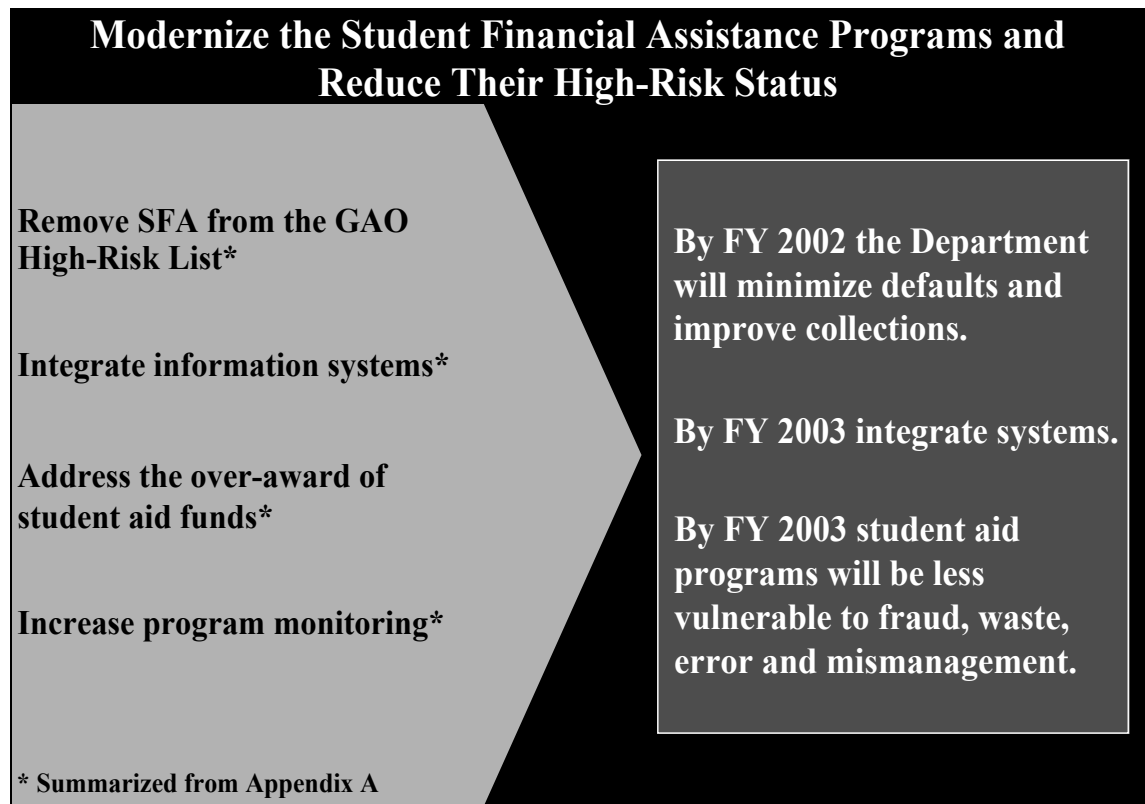 Modernize the Student Financial Assistance Programs and
Reduce Their High-Risk Status
Remove SFA from the GAO
High-Risk List*
Integrate information systems*
Address the over-award of
student aid funds*
Increase program monitoring*
* Summarized from Appendix A
By FY 2002 the Department
will minimize defaults and
improve collections.
By FY 2003 integrate systems.
By FY 2003 student aid
programs will be less
vulnerable to fraud, waste,
error and mismanagement.